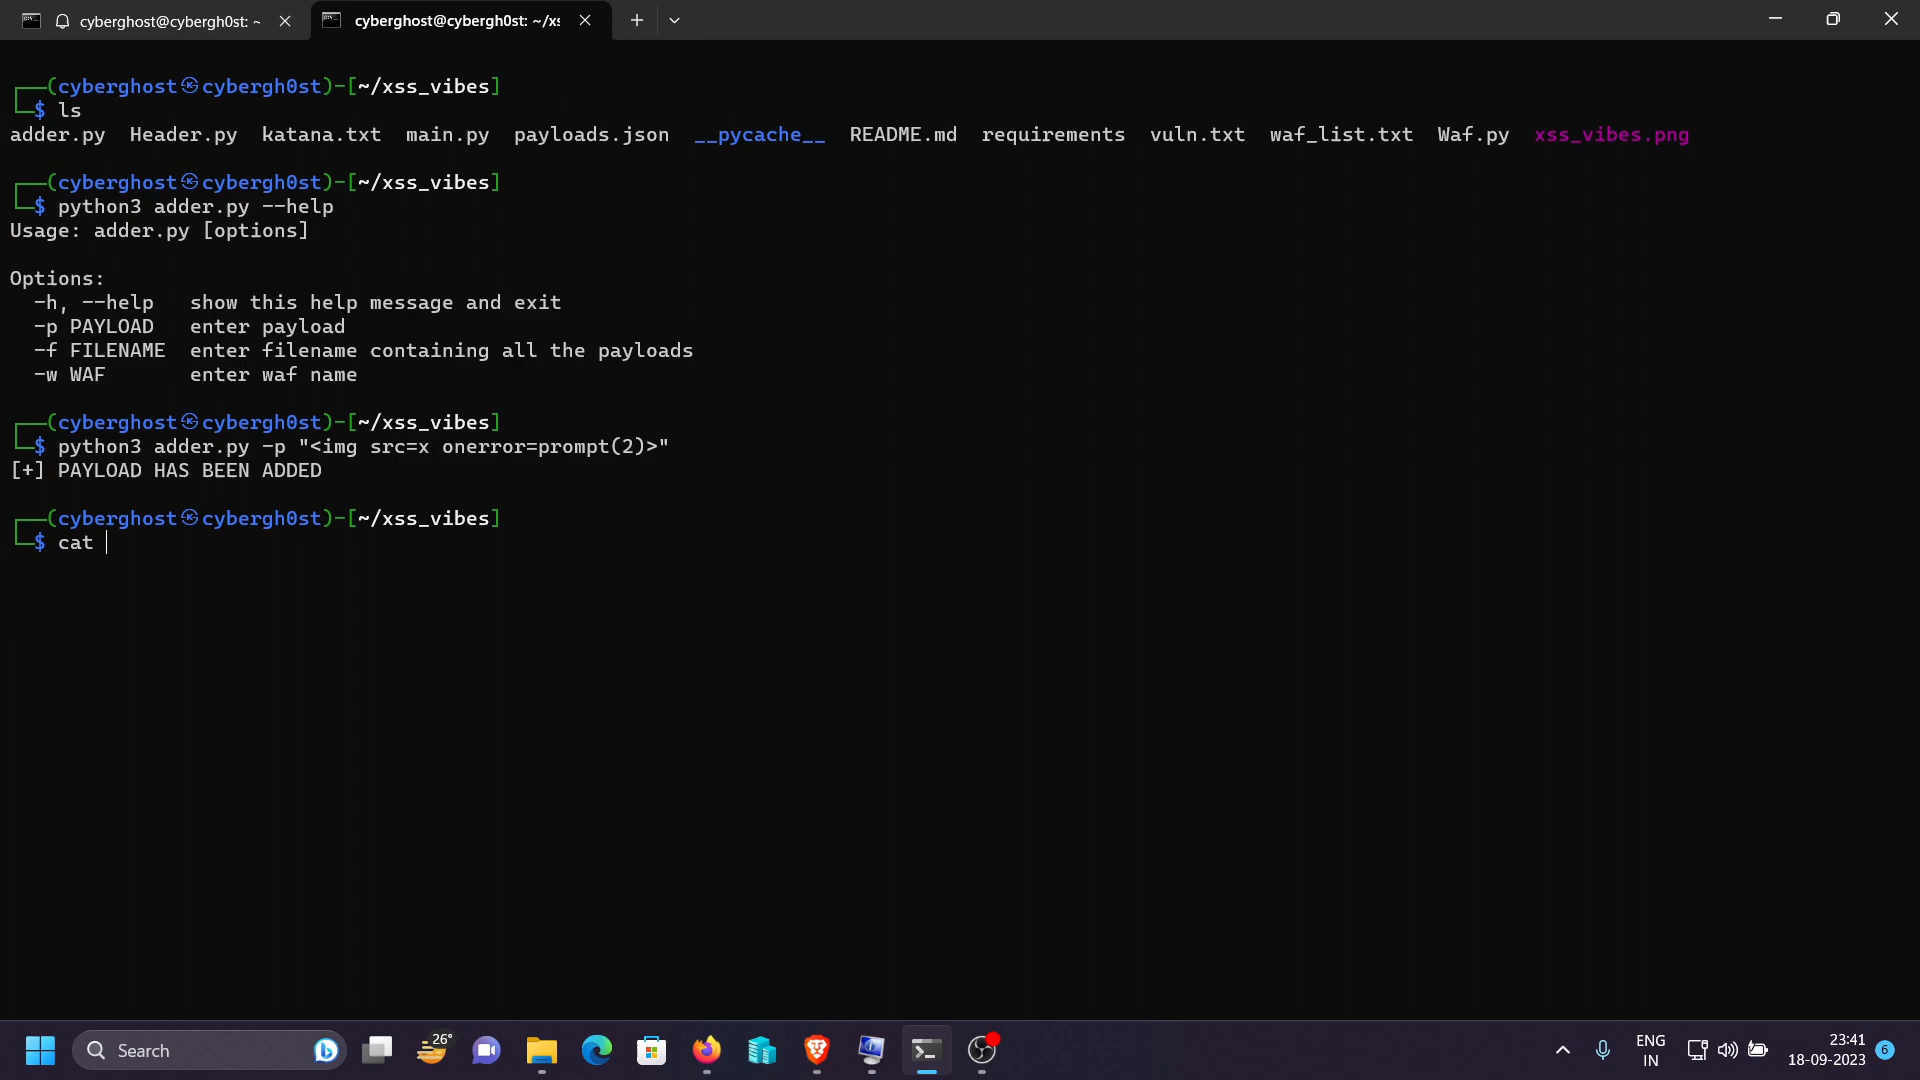 cyberghost@cybergh0st: ~
cyberghost@cybergh0st: ~/xs
┌──(cyberghost㉿cybergh0st)-[~/xss_vibes]
└─$ ls
adder.py  Header.py  katana.txt  main.py  payloads.json  __pycache__  README.md  requirements  vuln.txt  waf_list.txt  Waf.py  xss_vibes.png
┌──(cyberghost㉿cybergh0st)-[~/xss_vibes]
└─$ python3 adder.py --help
Usage: adder.py [options]
Options:
  -h, --help   show this help message and exit
  -p PAYLOAD   enter payload
  -f FILENAME  enter filename containing all the payloads
  -w WAF       enter waf name
┌──(cyberghost㉿cybergh0st)-[~/xss_vibes]
└─$ python3 adder.py -p "<img src=x onerror=prompt(2)>"
[+] PAYLOAD HAS BEEN ADDED
┌──(cyberghost㉿cybergh0st)-[~/xss_vibes]
└─$ cat
Search
26°
ENG
IN
23:41
18-09-2023
6